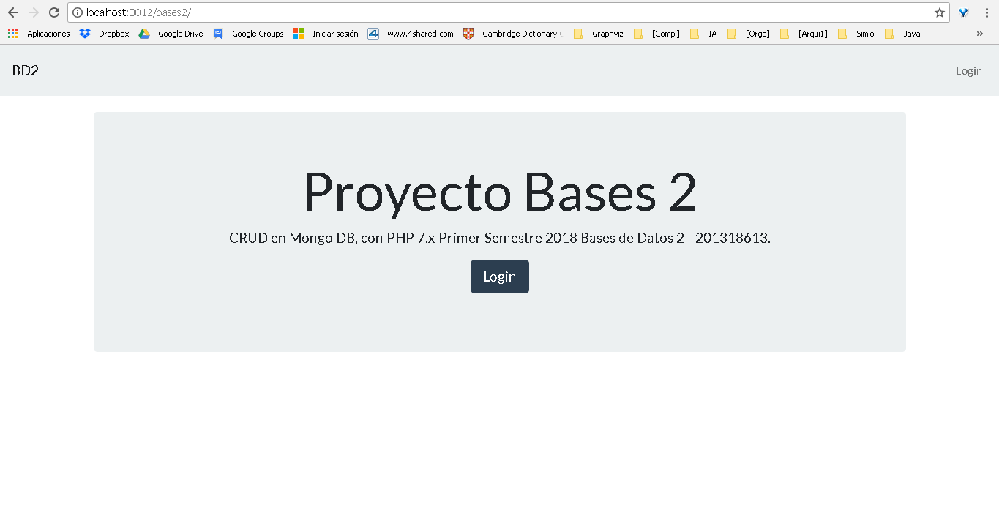 localhost:8012/bases2/
Aplicaciones Dropbox Google Drive Google Groups Iniciar sesión 4 www.4shared.com Cambridge Dictionary Graphviz [Compi] IA [Orga] [Arqui1] Simio Java »
BD2 Login
Proyecto Bases 2
CRUD en Mongo DB, con PHP 7.x Primer Semestre 2018 Bases de Datos 2 - 201318613.
Login